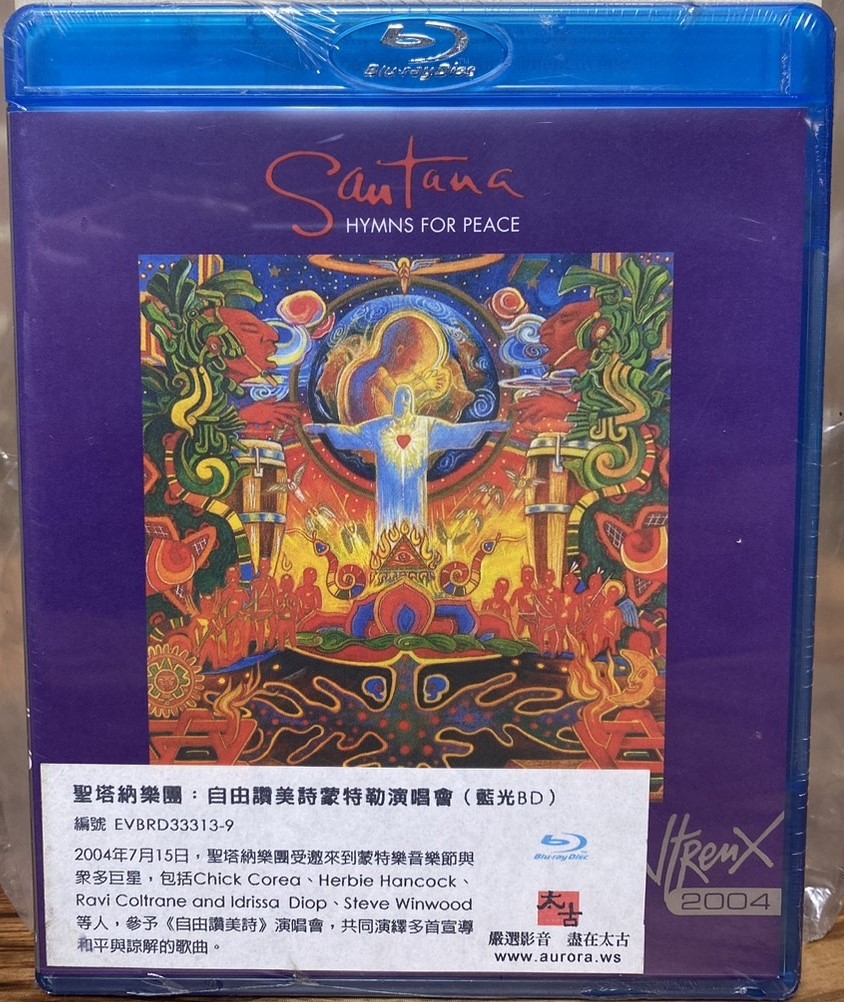 Blu-ray Disc
Santana
HYMNS FOR PEACE
聖塔納樂團：自由讚美詩蒙特勒演唱會（藍光BD）
編號 EVBRD33313-9
2004年7月15日，聖塔納樂團受邀來到蒙特樂音樂節與
眾多巨星，包括Chick Corea、Herbie Hancock、
Ravi Coltrane and Idrissa Diop、Steve Winwood
等人，參予《自由讚美詩》演唱會，共同演繹多首宣導
和平與諒解的歌曲。
Blu-ray Disc
太古
嚴選影音 盡在太古
www.aurora.ws
ntreux
2004